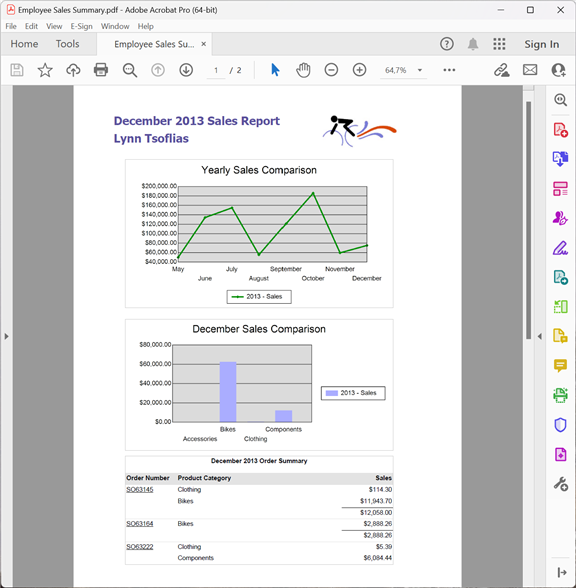 Employee Sales Summary.pdf - Adobe Acrobat Pro (64-bit)
File Edit View E-Sign Window Help
Home Tools Employee Sales Su... × Sign In
1 / 2 64,7%
December 2013 Sales Report
Lynn Tsoflias
Yearly Sales Comparison
$200,000.00
$180,000.00
$160,000.00
$140,000.00
$120,000.00
$100,000.00
$80,000.00
$60,000.00
$40,000.00
May July September November
June August October December
2013 - Sales
December Sales Comparison
$80,000.00
$60,000.00
$40,000.00
$20,000.00
$0.00
2013 - Sales
Bikes Components
Accessories Clothing
December 2013 Order Summary
Order Number Product Category Sales
SO63145 Clothing $114.30
Bikes $11,943.70
$12,058.00
SO63164 Bikes $2,888.26
$2,888.26
SO63222 Clothing $5.39
Components $6,084.44